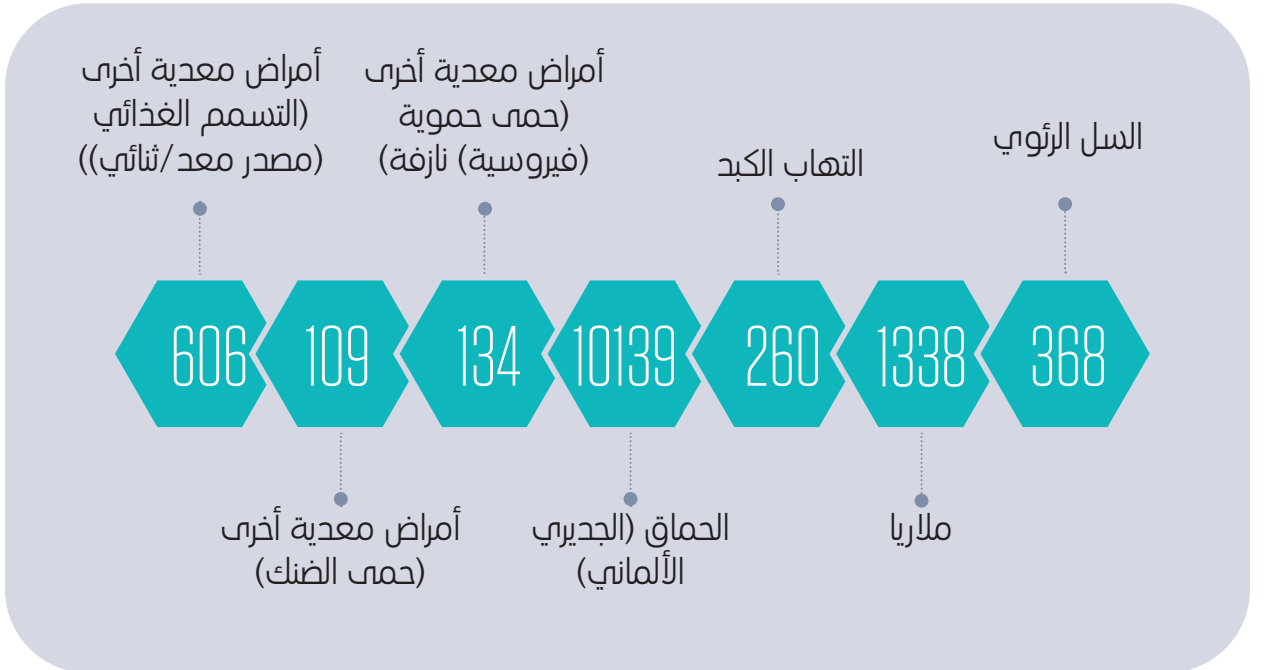 السل الرئوي
التهاب الكبد
أمراض معدية أخرى
(حمى حموية
(فيروسية) نازفة)
أمراض معدية أخرى
(التسمم الغذائي
(مصدر معد/ثنائي))
368
1338
260
10139
134
109
606
ملاريا
الحماق (الجديري
الألماني)
أمراض معدية أخرى
(حمى الضنك)